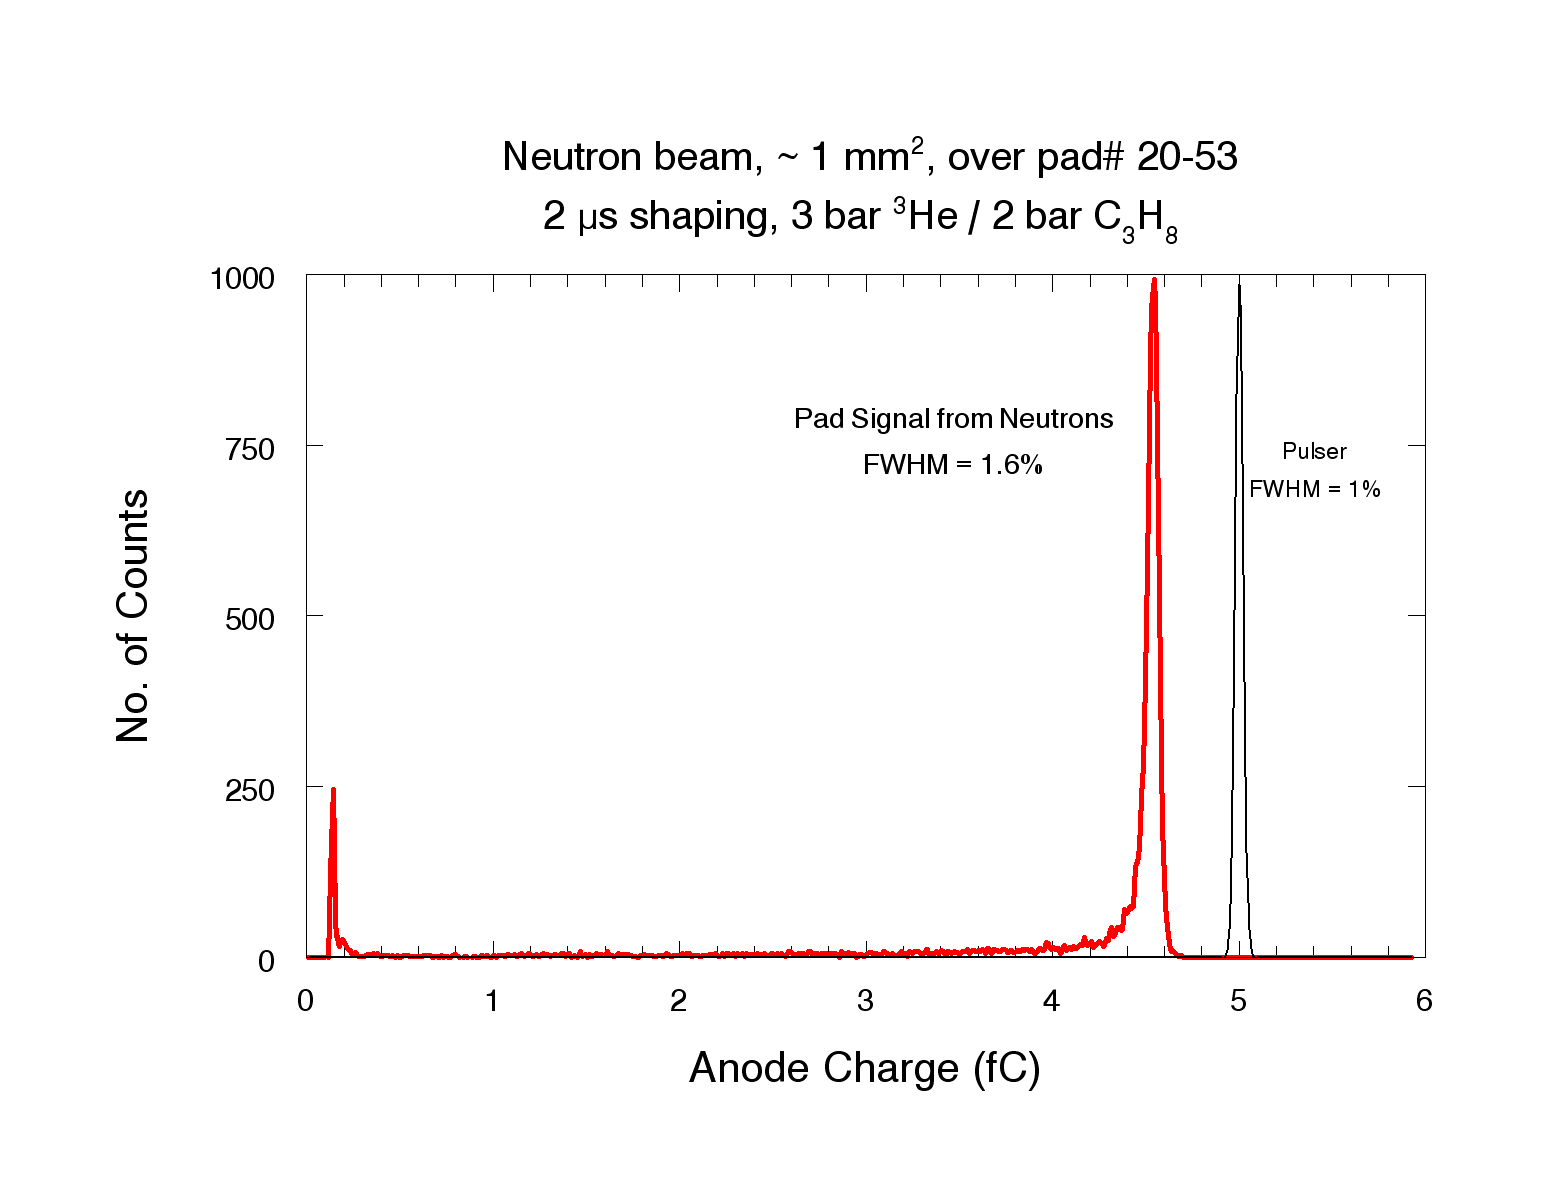 Neutron beam, ~ 1 mm², over pad# 20-53
2 µs shaping, 3 bar ³He / 2 bar C₃H₈
1000
750
500
250
0
No. of Counts
Pad Signal from Neutrons
FWHM = 1.6%
Pulser
FWHM = 1%
0 1 2 3 4 5 6
Anode Charge (fC)